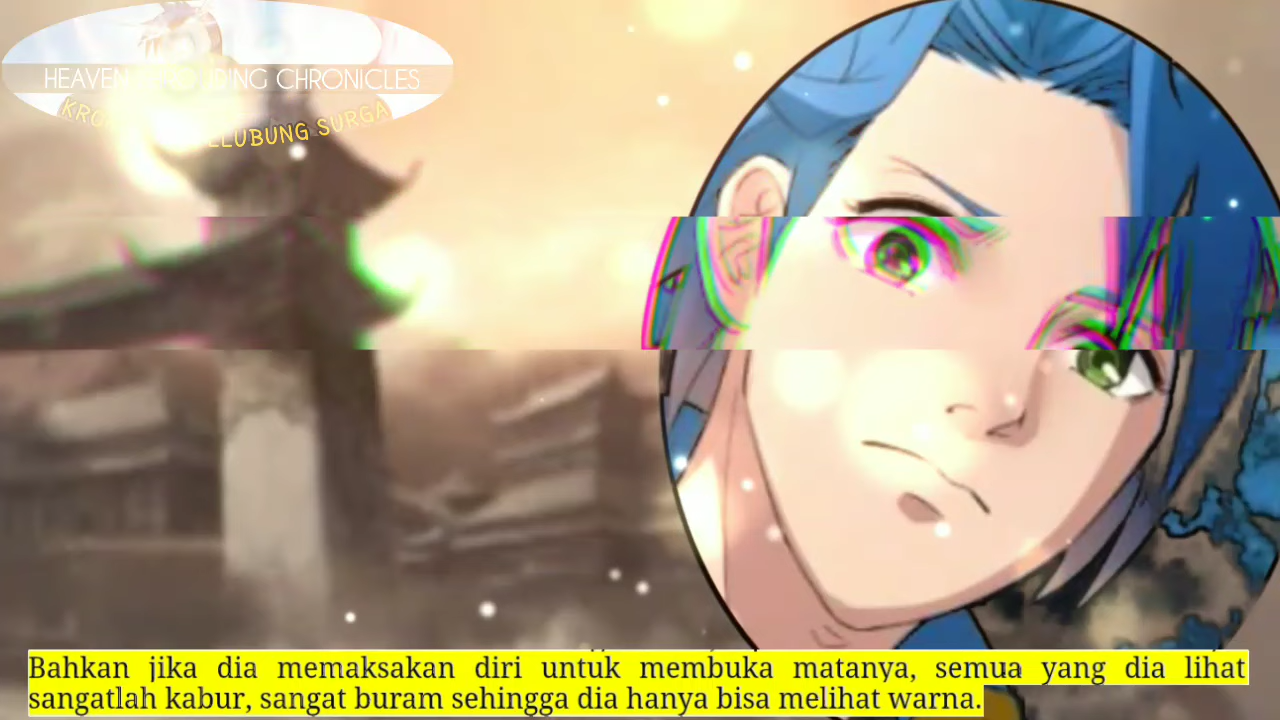 HEAVEN CHRONICLES
SURGA
Bahkan jika dia memaksakan diri untuk membuka matanya, semua yang dia lihat
sangatlah kabur, sangat buram sehingga dia hanya bisa melihat warna.